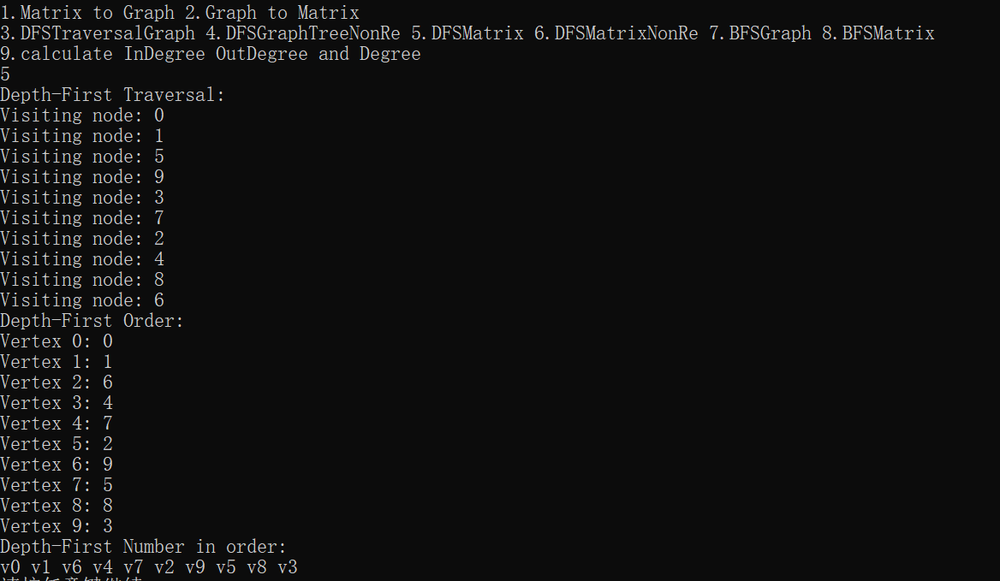 1.Matrix to Graph 2.Graph to Matrix
3.DFSTraversalGraph 4.DFSGraphTreeNonRe 5.DFSMatrix 6.DFSMatrixNonRe 7.BFSGraph 8.BFSMatrix
9.calculate InDegree OutDegree and Degree
5
Depth-First Traversal:
Visiting node: 0
Visiting node: 1
Visiting node: 5
Visiting node: 9
Visiting node: 3
Visiting node: 7
Visiting node: 2
Visiting node: 4
Visiting node: 8
Visiting node: 6
Depth-First Order:
Vertex 0: 0
Vertex 1: 1
Vertex 2: 6
Vertex 3: 4
Vertex 4: 7
Vertex 5: 2
Vertex 6: 9
Vertex 7: 5
Vertex 8: 8
Vertex 9: 3
Depth-First Number in order:
v0 v1 v6 v4 v7 v2 v9 v5 v8 v3